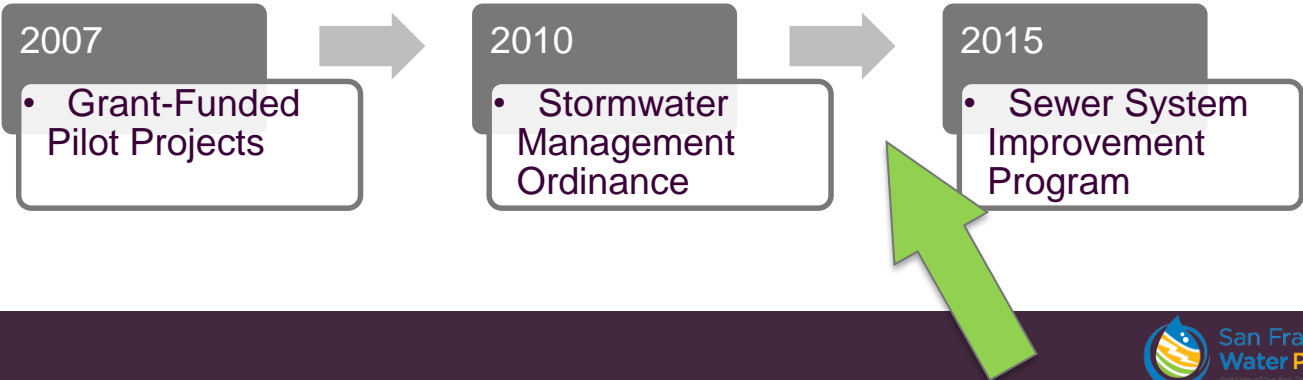 2007
• Grant-Funded
Pilot Projects
2010
• Stormwater
Management
Ordinance
2015
• Sewer System
Improvement
Program
San Fra
Water P